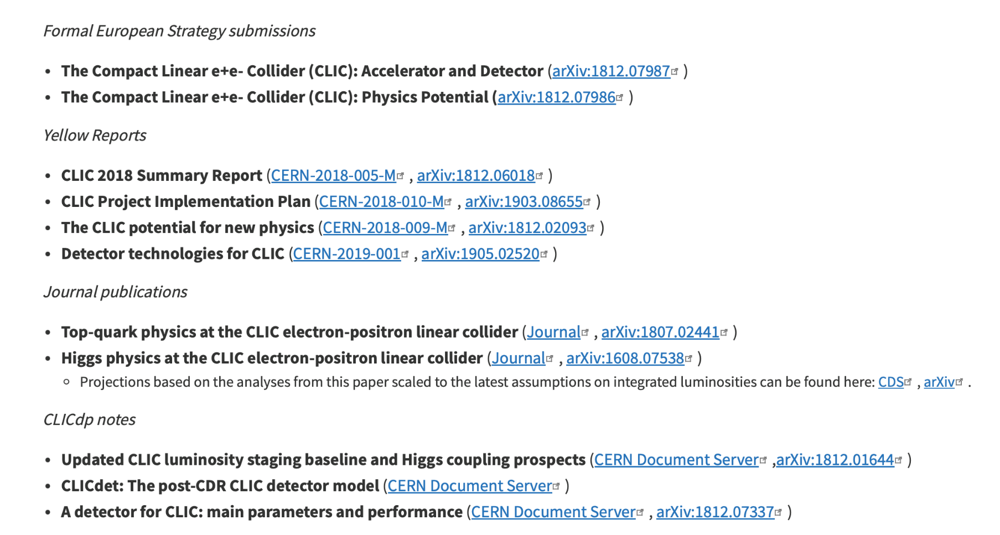 Formal European Strategy submissions
• The Compact Linear e+e- Collider (CLIC): Accelerator and Detector (arXiv:1812.07987 )
• The Compact Linear e+e- Collider (CLIC): Physics Potential (arXiv:1812.07986 )
Yellow Reports
• CLIC 2018 Summary Report (CERN-2018-005-M , arXiv:1812.06018 )
• CLIC Project Implementation Plan (CERN-2018-010-M , arXiv:1903.08655 )
• The CLIC potential for new physics (CERN-2018-009-M , arXiv:1812.02093 )
• Detector technologies for CLIC (CERN-2019-001 , arXiv:1905.02520 )
Journal publications
• Top-quark physics at the CLIC electron-positron linear collider (Journal , arXiv:1807.02441 )
• Higgs physics at the CLIC electron-positron linear collider (Journal , arXiv:1608.07538 )
◦ Projections based on the analyses from this paper scaled to the latest assumptions on integrated luminosities can be found here: CDS , arXiv .
CLICdp notes
• Updated CLIC luminosity staging baseline and Higgs coupling prospects (CERN Document Server ,arXiv:1812.01644 )
• CLICdet: The post-CDR CLIC detector model (CERN Document Server )
• A detector for CLIC: main parameters and performance (CERN Document Server , arXiv:1812.07337 )